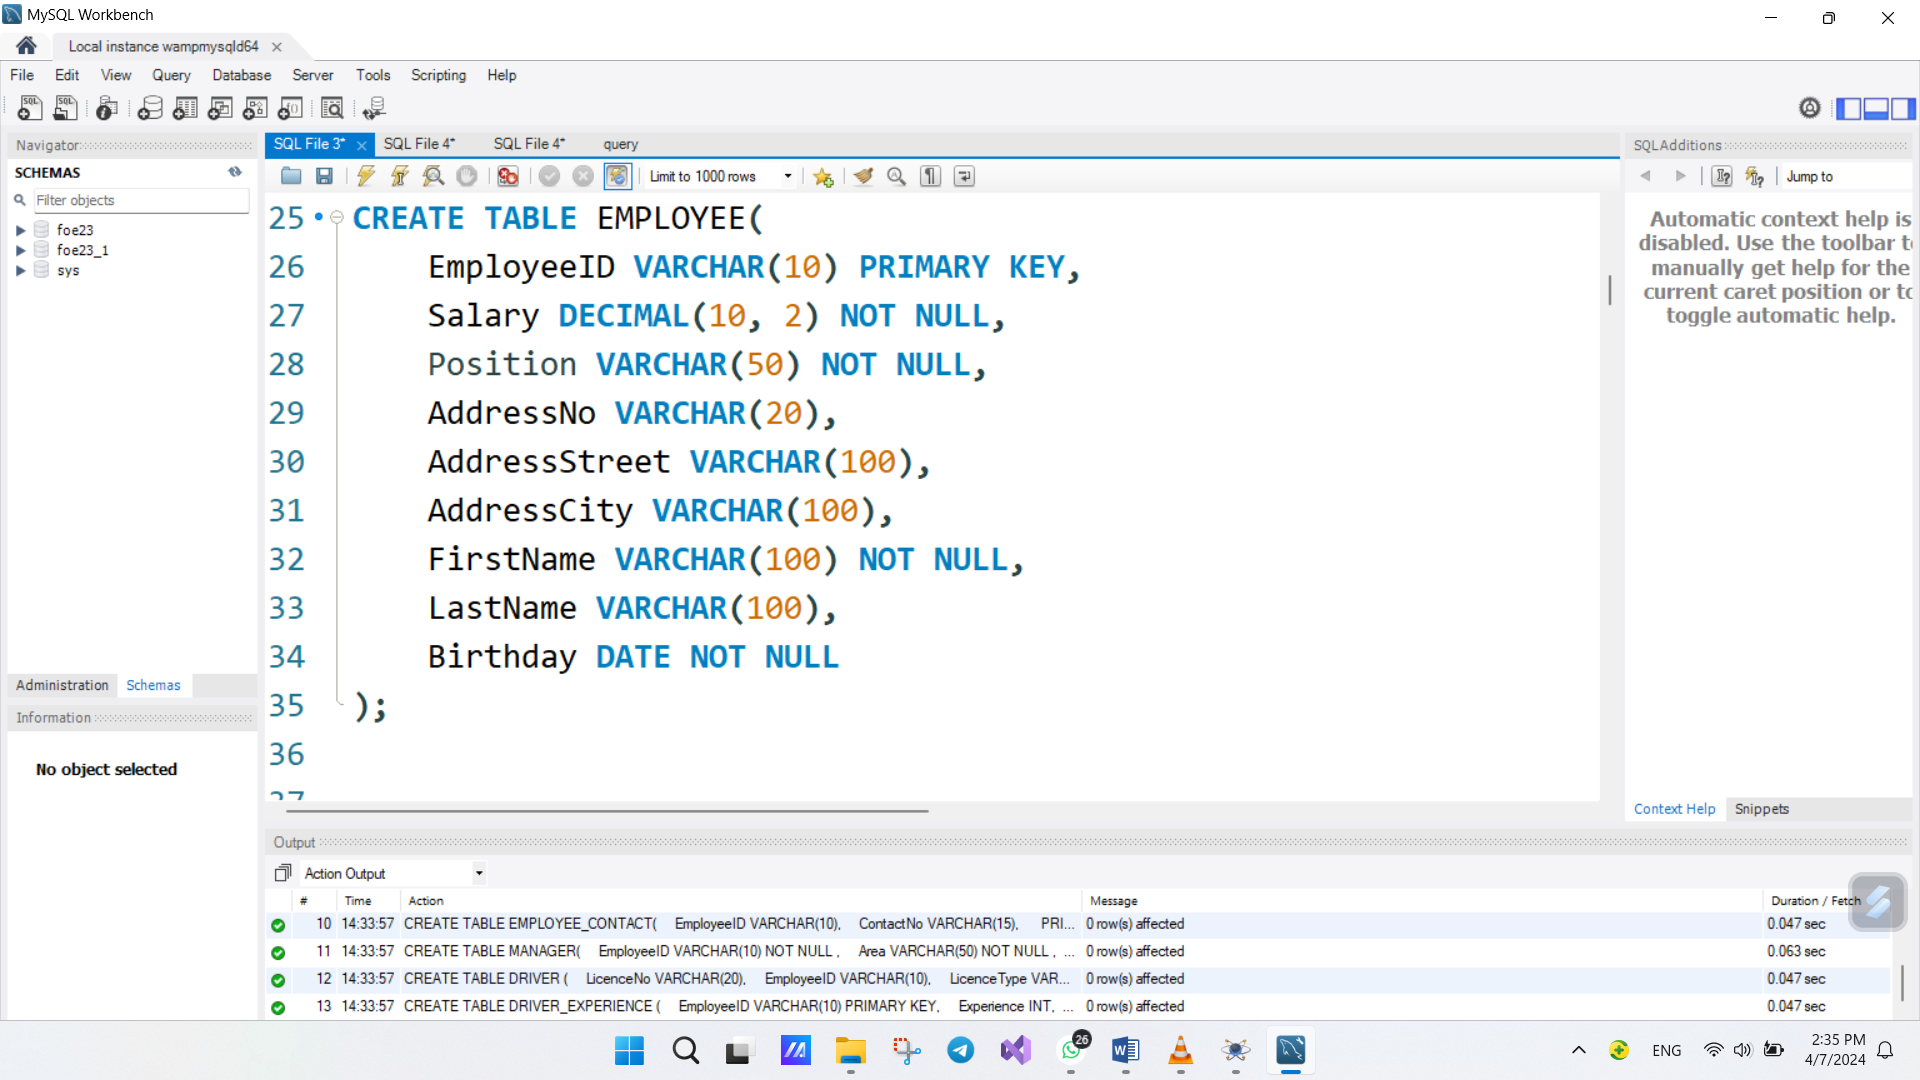 MySQL Workbench
Local instance wampmysqld64
File Edit View Query Database Server Tools Scripting Help
Navigator
SCHEMAS
Filter objects
foe23
foe23_1
sys
Administration Schemas
Information
No object selected
SQL File 3* SQL File 4* SQL File 4* query
Limit to 1000 rows
25 CREATE TABLE EMPLOYEE(
26 EmployeeID VARCHAR(10) PRIMARY KEY,
27 Salary DECIMAL(10, 2) NOT NULL,
28 Position VARCHAR(50) NOT NULL,
29 AddressNo VARCHAR(20),
30 AddressStreet VARCHAR(100),
31 AddressCity VARCHAR(100),
32 FirstName VARCHAR(100) NOT NULL,
33 LastName VARCHAR(100),
34 Birthday DATE NOT NULL
35 );
36
37
SQLAdditions
Jump to
Automatic context help is
disabled. Use the toolbar to
manually get help for the
current caret position or to
toggle automatic help.
Context Help Snippets
Output
Action Output
# Time Action Message Duration / Fetch
10 14:33:57 CREATE TABLE EMPLOYEE_CONTACT( EmployeeID VARCHAR(10), ContactNo VARCHAR(15), PRI... 0 row(s) affected 0.047 sec
11 14:33:57 CREATE TABLE MANAGER( EmployeeID VARCHAR(10) NOT NULL , Area VARCHAR(50) NOT NULL , ... 0 row(s) affected 0.063 sec
12 14:33:57 CREATE TABLE DRIVER ( LicenceNo VARCHAR(20), EmployeeID VARCHAR(10), LicenceType VAR... 0 row(s) affected 0.047 sec
13 14:33:57 CREATE TABLE DRIVER_EXPERIENCE ( EmployeeID VARCHAR(10) PRIMARY KEY, Experience INT, ... 0 row(s) affected 0.047 sec
26
ENG
2:35 PM
4/7/2024